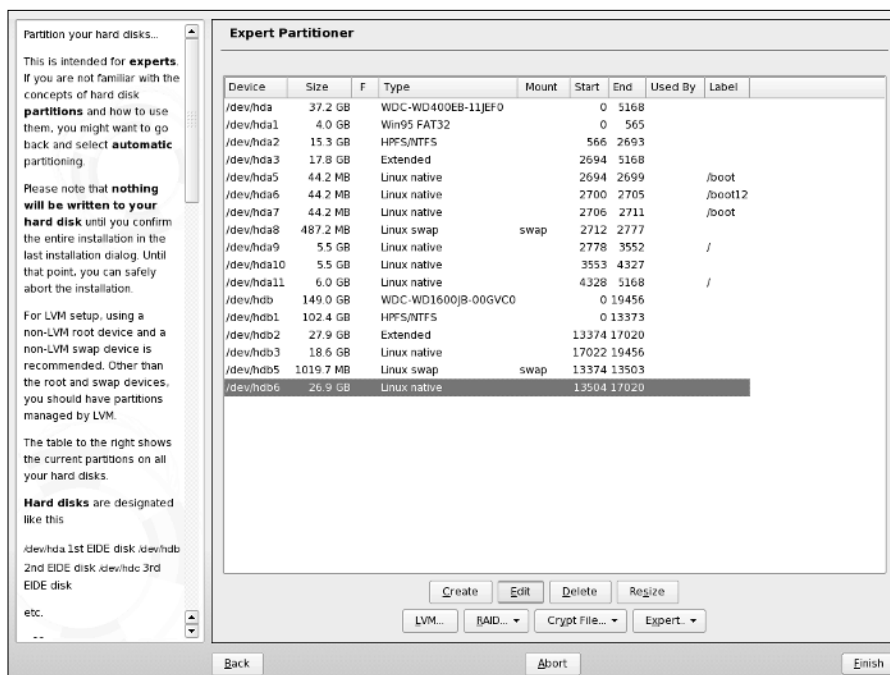 Partition your hard disks...
This is intended for experts.
If you are not familiar with the
concepts of hard disk
partitions and how to use
them, you might want to go
back and select automatic
partitioning.
Please note that nothing
will be written to your
hard disk until you confirm
the entire installation in the
last installation dialog. Until
that point, you can safely
abort the installation.
For LVM setup, using a
non-LVM root device and a
non-LVM swap device is
recommended. Other than
the root and swap devices,
you should have partitions
managed by LVM.
The table to the right shows
the current partitions on all
your hard disks.
Hard disks are designated
like this
/dev/hda 1st EIDE disk /dev/hdb
2nd EIDE disk /dev/hdc 3rd
EIDE disk
etc.
Expert Partitioner
Device Size F Type Mount Start End Used By Label
/dev/hda 37.2 GB WDC-WD400EB-11JEF0 0 5168
/dev/hda1 4.0 GB Win95 FAT32 0 565
/dev/hda2 15.3 GB HPFS/NTFS 566 2693
/dev/hda3 17.8 GB Extended 2694 5168
/dev/hda5 44.2 MB Linux native 2694 2699 /boot
/dev/hda6 44.2 MB Linux native 2700 2705 /boot12
/dev/hda7 44.2 MB Linux native 2706 2711 /boot
/dev/hda8 487.2 MB Linux swap swap 2712 2777
/dev/hda9 5.5 GB Linux native 2778 3552 /
/dev/hda10 5.5 GB Linux native 3553 4327
/dev/hda11 6.0 GB Linux native 4328 5168 /
/dev/hdb 149.0 GB WDC-WD1600JB-00GVC0 0 19456
/dev/hdb1 102.4 GB HPFS/NTFS 0 13373
/dev/hdb2 27.9 GB Extended 13374 17020
/dev/hdb3 18.6 GB Linux native 17022 19456
/dev/hdb5 1019.7 MB Linux swap swap 13374 13503
/dev/hdb6 26.9 GB Linux native 13504 17020
Create Edit Delete Resize
LVM... RAID... Crypt File... Expert..
Back Abort Finish